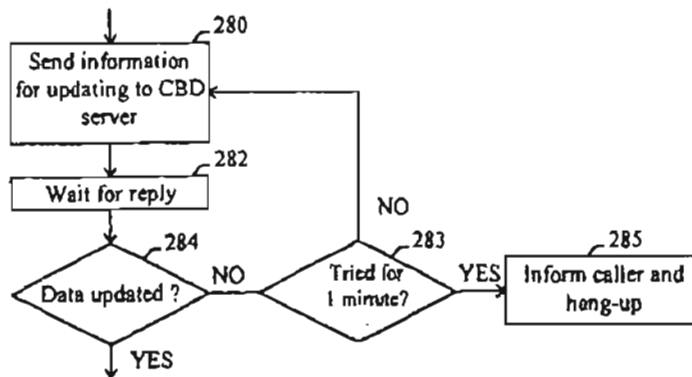 280
Send information
for updating to CBD
server
282
Wait for reply
NO
284
283
285
Data updated ?
NO
Tried for
1 minute?
YES
Inform caller and
hang-up
YES